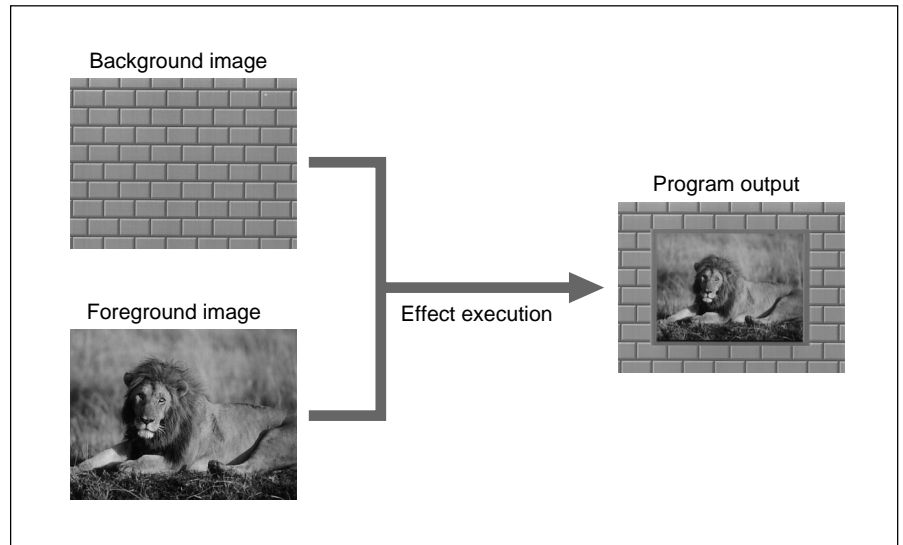 Background image
Program output
Foreground image
Effect execution